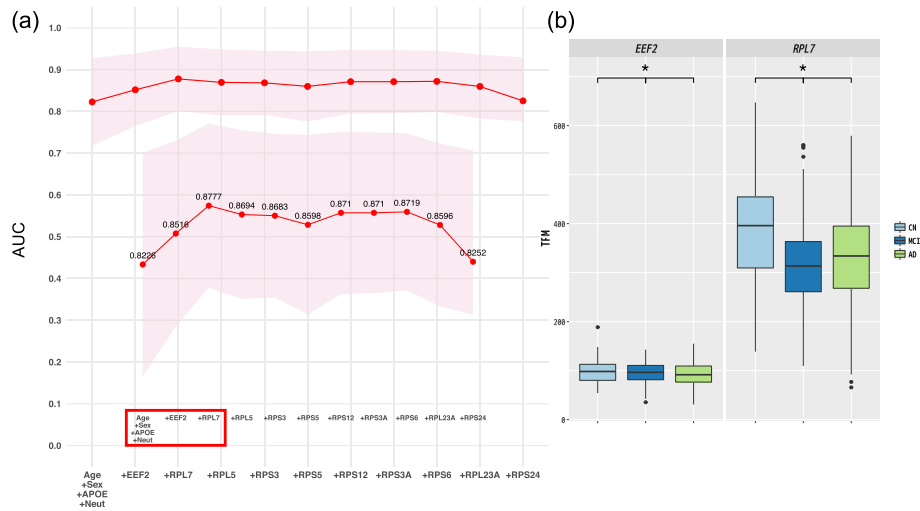 (a)
1.0
0.9
0.8
0.7
0.6
0.5
0.4
0.3
0.2
0.1
0.0
AUC
0.8226
0.8516
0.8777
0.8694
0.8683
0.8598
0.871
0.871
0.8719
0.8596
0.8252
Age
+Sex
+APOE
+Neut
+EEF2
+RPL7
+RPL5
+RPS3
+RPS5
+RPS12
+RPS3A
+RPS6
+RPL23A
+RPS24
Age
+Sex
+APOE
+Neut
+EEF2
+RPL7
+RPL5
+RPS3
+RPS5
+RPS12
+RPS3A
+RPS6
+RPL23A
+RPS24
(b)
EEF2
RPL7
*
*
600
400
200
0
TPM
CN
MCI
AD